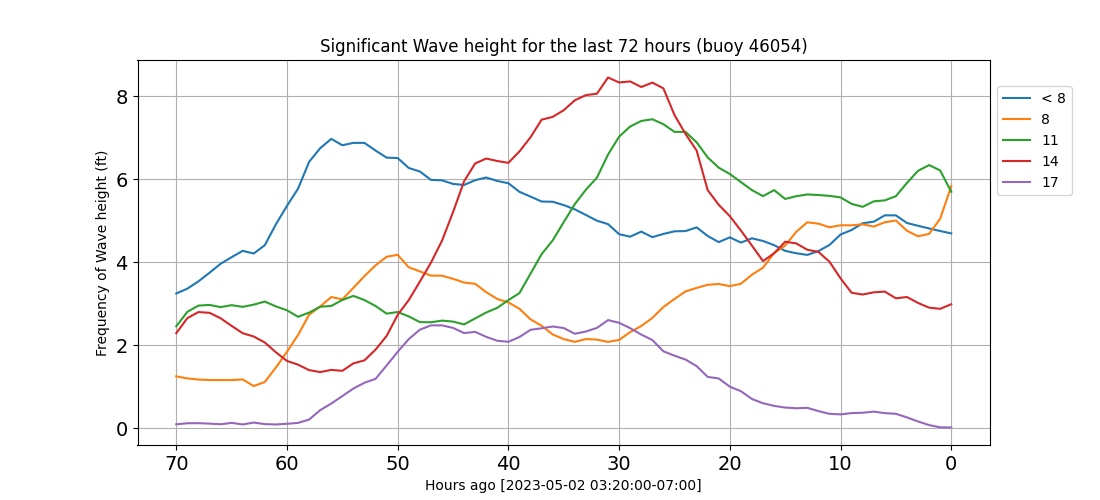 Significant Wave height for the last 72 hours (buoy 46054)
Frequency of Wave height (ft)
8
6
4
2
0
70 60 50 40 30 20 10 0
Hours ago [2023-05-02 03:20:00-07:00]
< 8
8
11
14
17